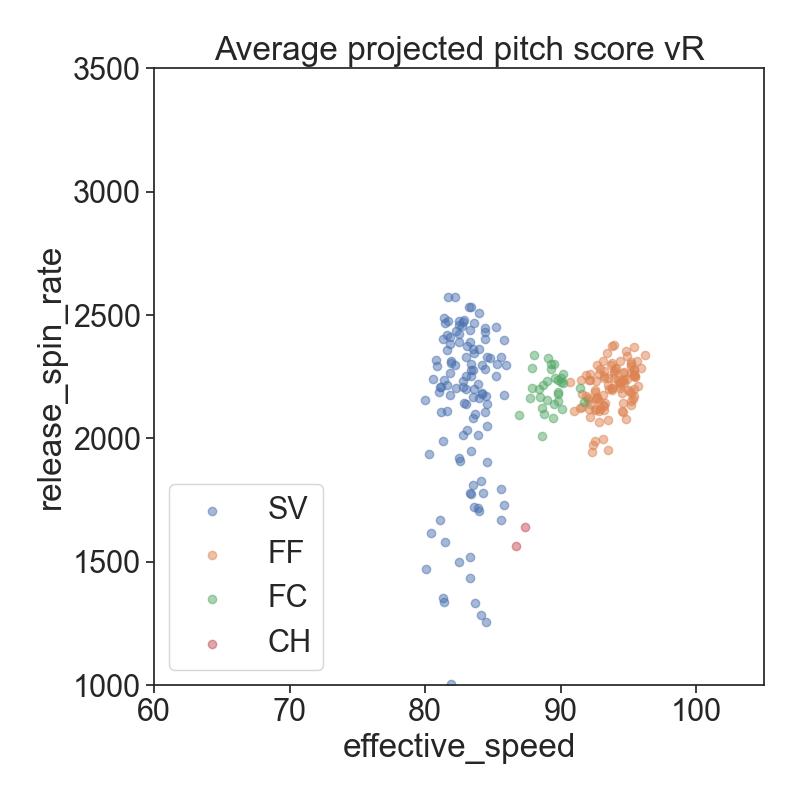 Average projected pitch score vR
3500
3000
2500
2000
1500
1000
release_spin_rate
SV
FF
FC
CH
60 70 80 90 100
effective_speed